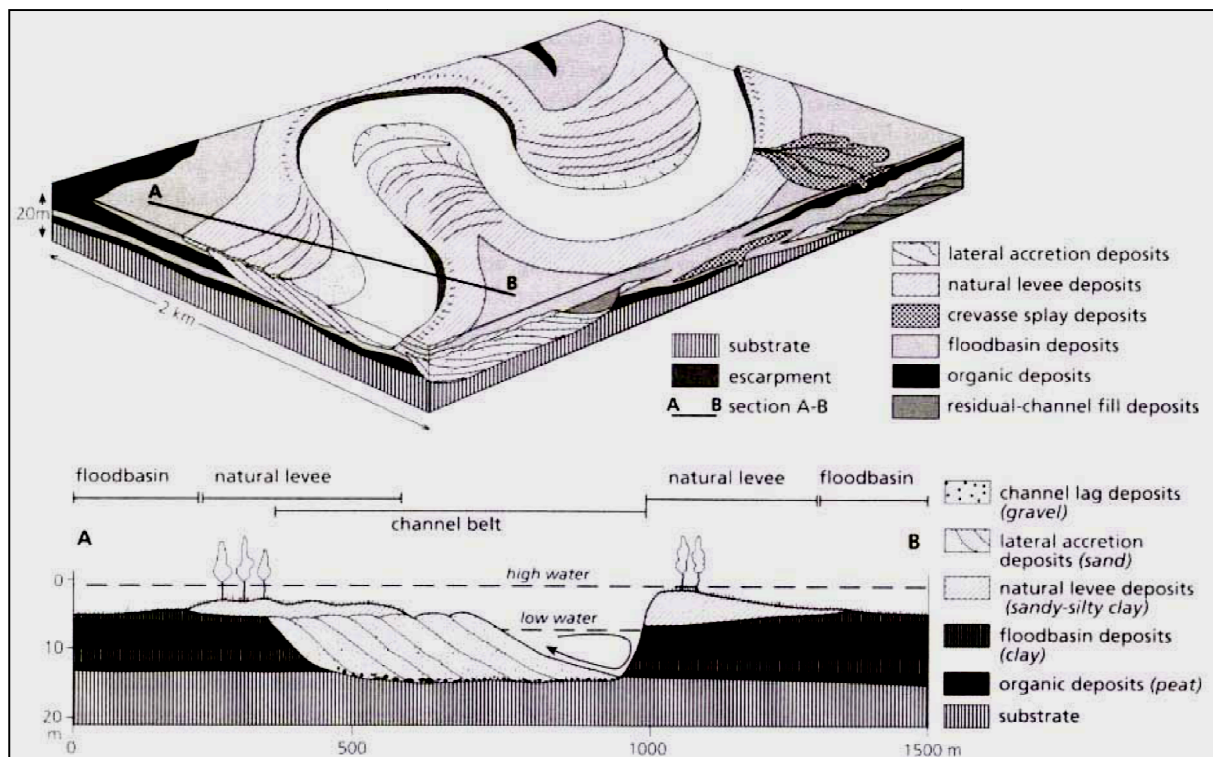 A
20m
B
2 km
substrate
escarpment
A B section A-B
lateral accretion deposits
natural levee deposits
crevasse splay deposits
floodbasin deposits
organic deposits
residual-channel fill deposits
floodbasin
natural levee
natural levee
floodbasin
channel belt
A
B
0
high water
low water
10
20
m
0
500
1000
1500 m
channel lag deposits
(gravel)
lateral accretion
deposits (sand)
natural levee deposits
(sandy-silty clay)
floodbasin deposits
(clay)
organic deposits (peat)
substrate